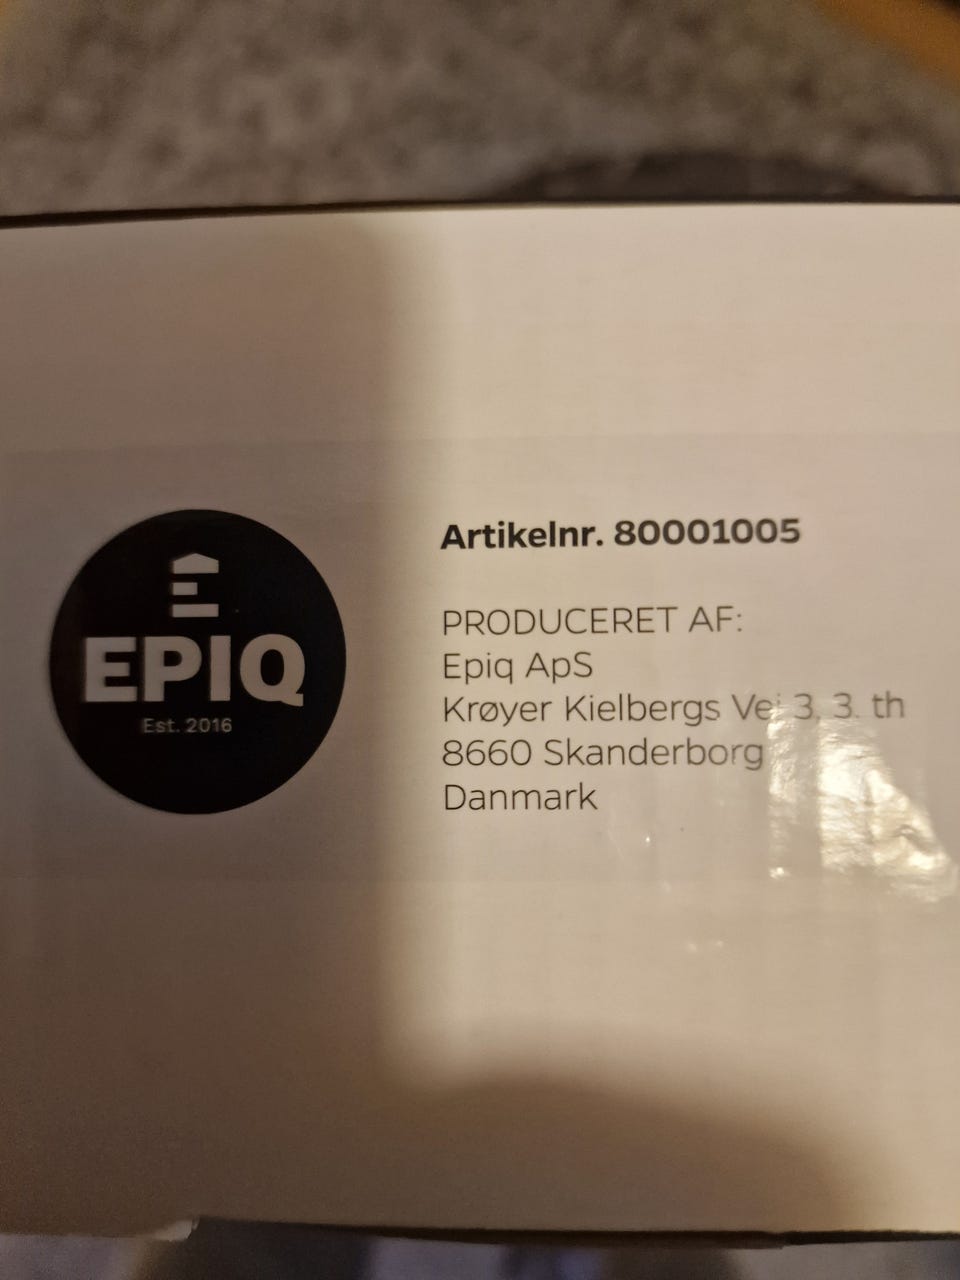 EPIQ
Est. 2016
Artikelnr. 80001005
PRODUCERET AF:
Epiq ApS
Krøyer Kielbergs Vej 3, 3. th
8660 Skanderborg
Danmark